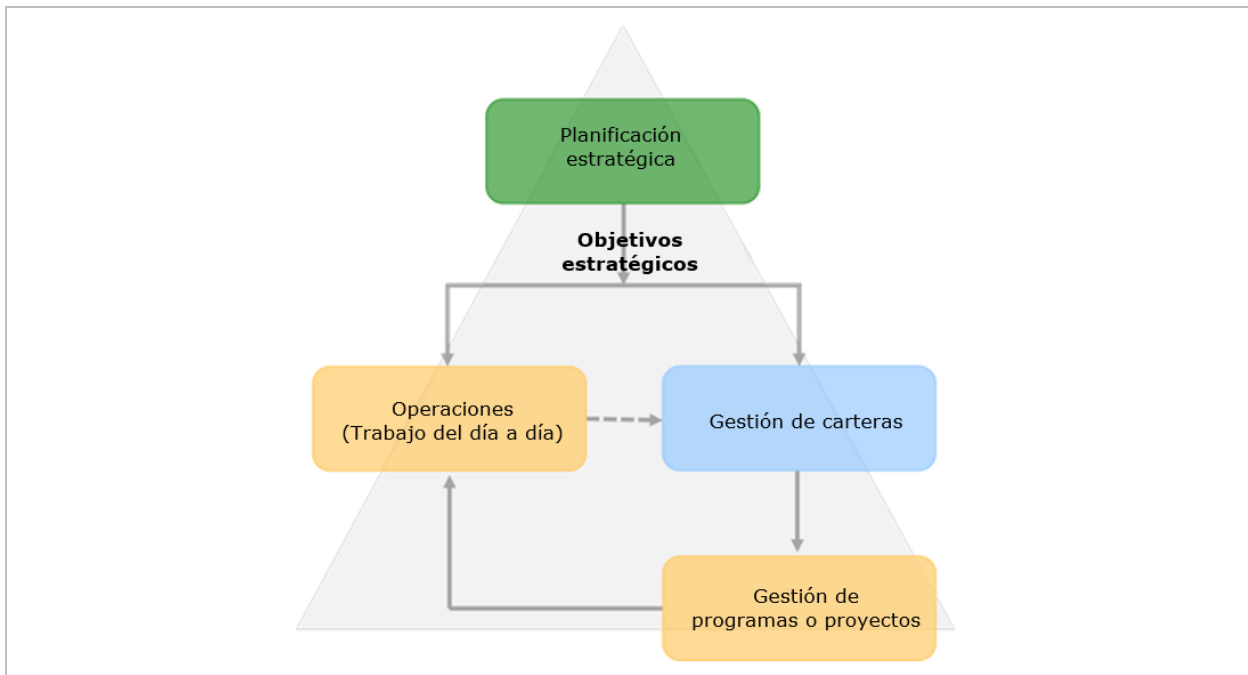 Planificación
estratégica
Objetivos
estratégicos
Operaciones
(Trabajo del día a día)
Gestión de carteras
Gestión de
programas o proyectos